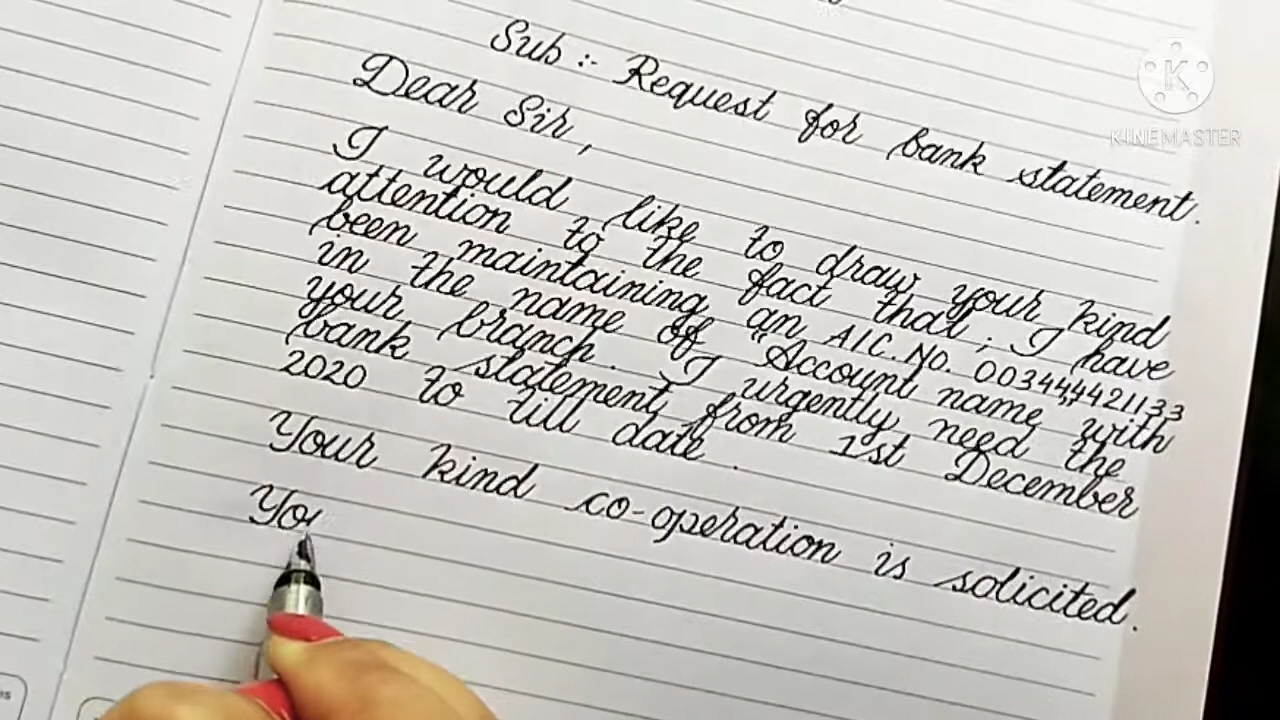 Sub :- Request for bank statement.
Dear Sir,
I would like to draw your kind
attention to the fact that ; I have
been maintaining an A/C. No. 00344421133
in the name of "Account name" with
your branch. I urgently need the
bank statement from 1st December
2020 to till date.
Your kind co-operation is solicited.
You
KINEMASTER